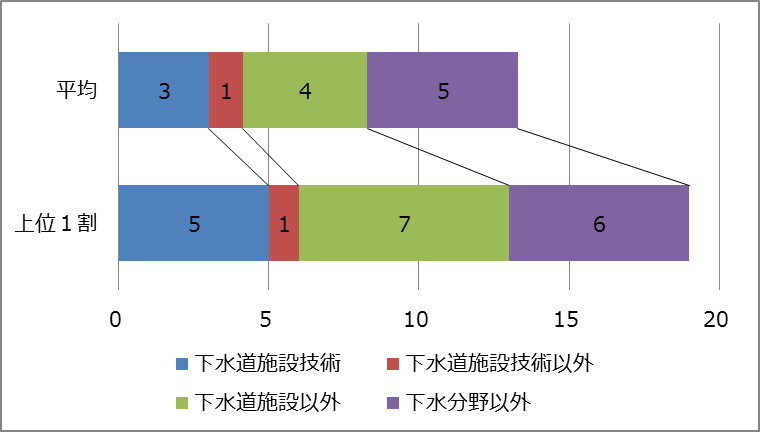 平均
3 1 4 5
上位１割
5 1 7 6
0 5 10 15 20
下水道施設技術 下水道施設技術以外
下水道施設以外 下水分野以外